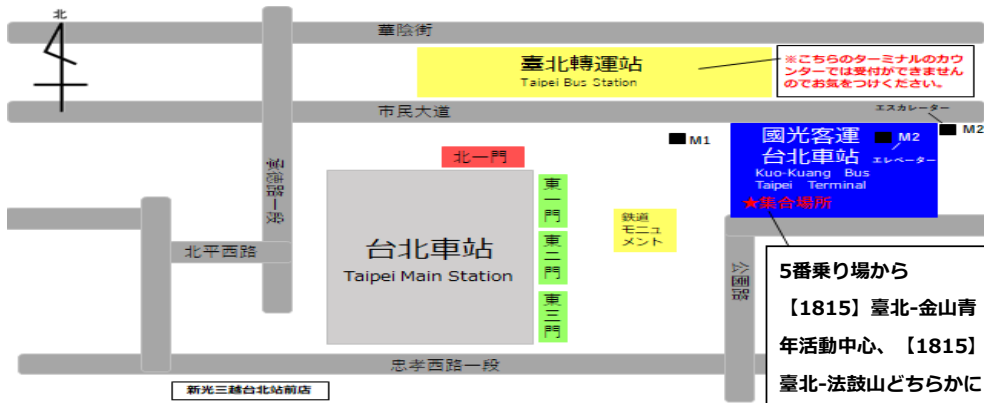 北
華陰街
臺北轉運站
Taipei Bus Station
※こちらのターミナルのカウ
ンターでは受付ができません
のでお気をつけください。
市民大道
エスカレーター
M1
國光客運
台北車站
Kuo-Kuang Bus
Taipei Terminal
★集合場所
M2
エレベーター
M2
承德路一段
北一門
東一門
東二門
東三門
鉄道
モニュ
メント
北平西路
台北車站
Taipei Main Station
公園路
忠孝西路一段
新光三越台北站前店
5番乗り場から
【1815】臺北-金山青
年活動中心、【1815】
臺北-法鼓山どちらかに